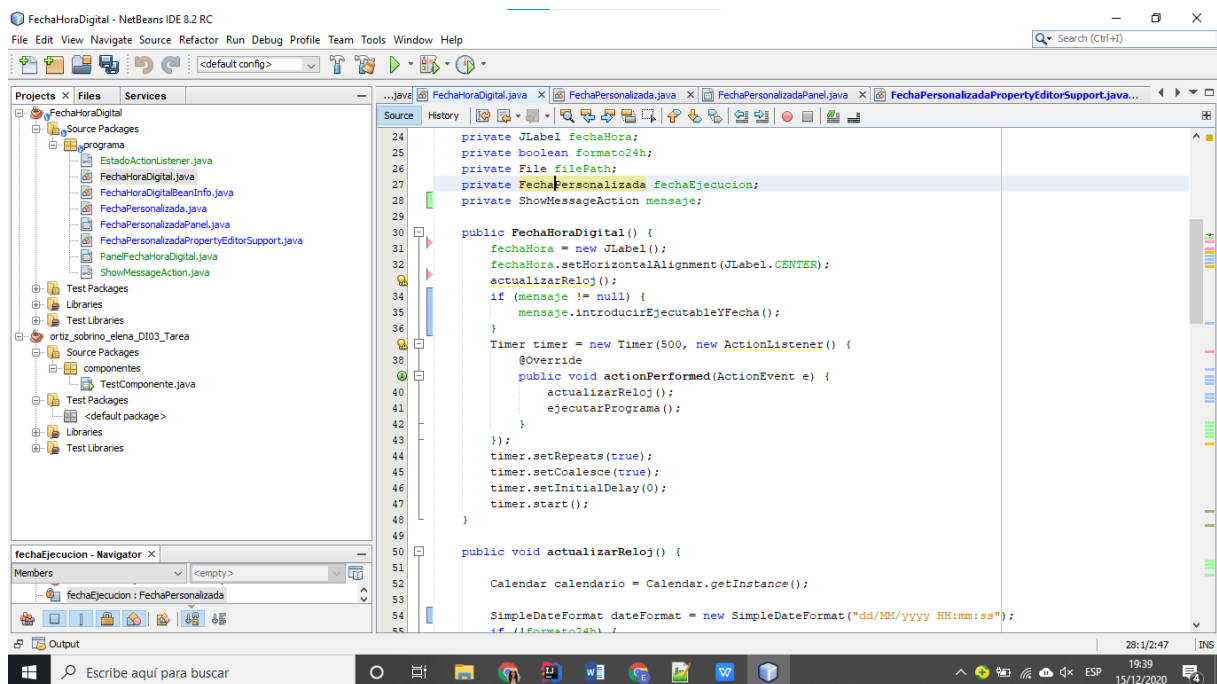 FechaHoraDigital - NetBeans IDE 8.2 RC
File Edit View Navigate Source Refactor Run Debug Profile Team Tools Window Help
Search (Ctrl+I)
<default config>
Projects Files Services
FechaHoraDigital
Source Packages
programa
EstadoActionListener.java
FechaHoraDigital.java
FechaHoraDigitalBeanInfo.java
FechaPersonalizada.java
FechaPersonalizadaPanel.java
FechaPersonalizadaPropertyEditorSupport.java
PanelFechaHoraDigital.java
ShowMessageAction.java
Test Packages
Libraries
Test Libraries
ortiz_sobrino_elena_DI03_Tarea
Source Packages
componentes
TestComponente.java
Test Packages
<default package>
Libraries
Test Libraries
fechaEjecucion - Navigator
Members <empty>
fechaEjecucion : FechaPersonalizada
...java FechaHoraDigital.java FechaPersonalizada.java FechaPersonalizadaPanel.java FechaPersonalizadaPropertyEditorSupport.java...
Source History
24 private JLabel fechaHora;
25 private boolean formato24h;
26 private File filePath;
27 private FechaPersonalizada fechaEjecucion;
28 private ShowMessageAction mensaje;
29
30 public FechaHoraDigital() {
31 fechaHora = new JLabel();
32 fechaHora.setHorizontalAlignment(JLabel.CENTER);
actualizarReloj();
34 if (mensaje != null) {
35 mensaje.introducirEjecutableYFecha();
36 }
Timer timer = new Timer(500, new ActionListener() {
38 @Override
public void actionPerformed(ActionEvent e) {
40 actualizarReloj();
41 ejecutarPrograma();
42 }
43 });
44 timer.setRepeats(true);
45 timer.setCoalesce(true);
46 timer.setInitialDelay(0);
47 timer.start();
48 }
49
50 public void actualizarReloj() {
51
52 Calendar calendario = Calendar.getInstance();
53
54 SimpleDateFormat dateFormat = new SimpleDateFormat("dd/MM/yyyy HH:mm:ss");
55 if (!formato24h) {
Output
28:1/2:47 INS
Escribe aquí para buscar
ESP
19:39
15/12/2020